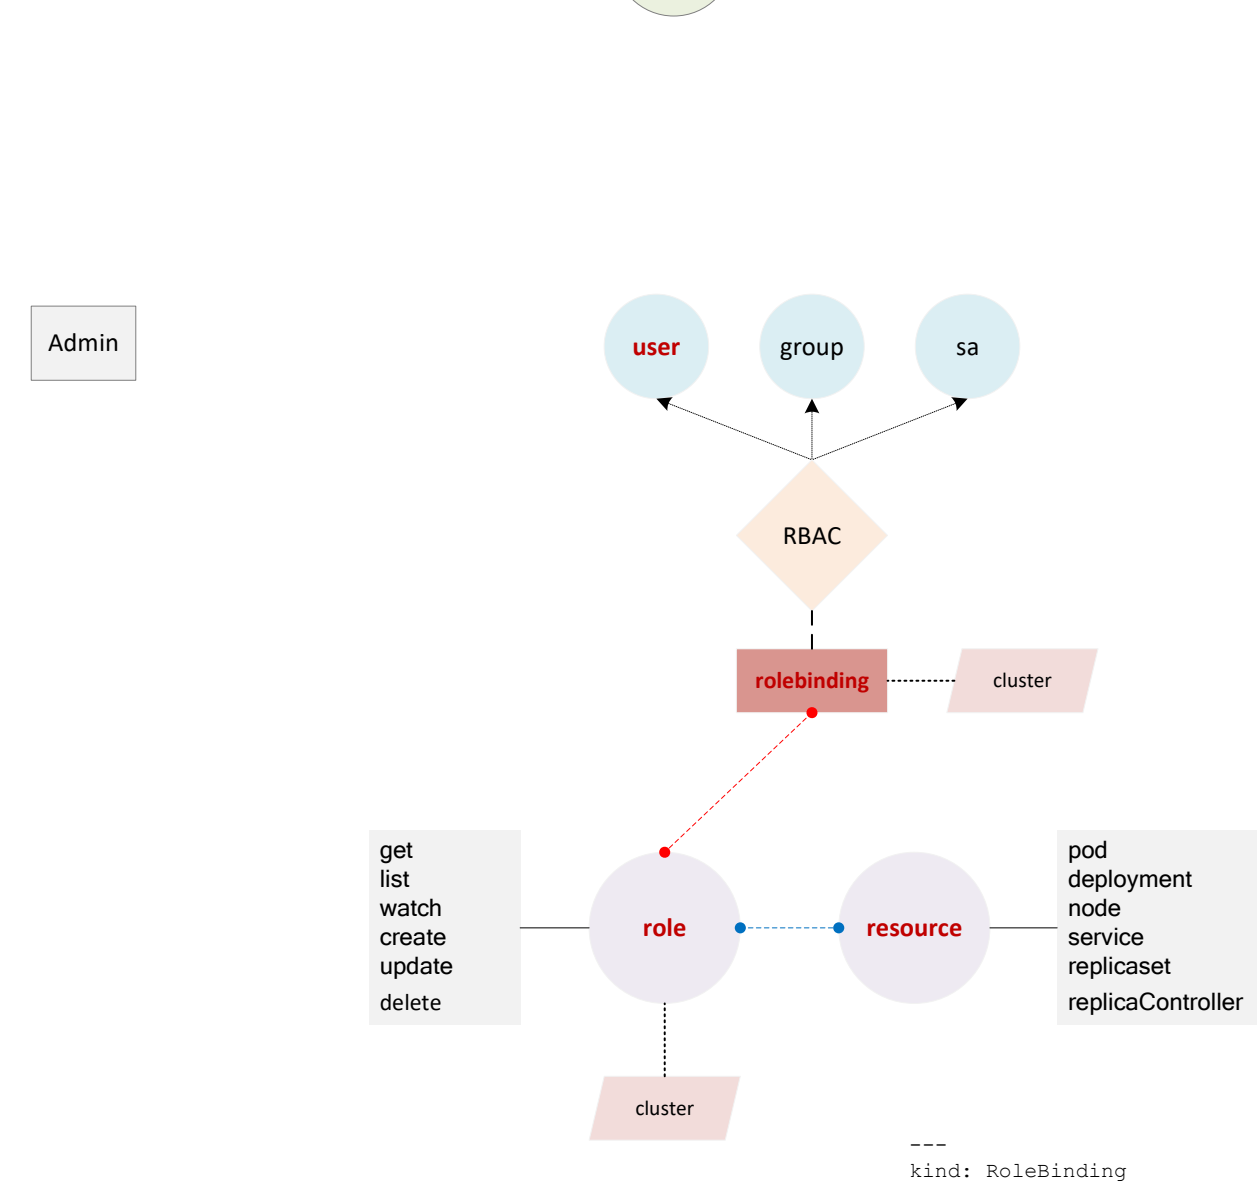 Admin
user
group
sa
RBAC
rolebinding
cluster
get
list
watch
create
update
delete
role
resource
pod
deployment
node
service
replicaset
replicaController
cluster
---
kind: RoleBinding